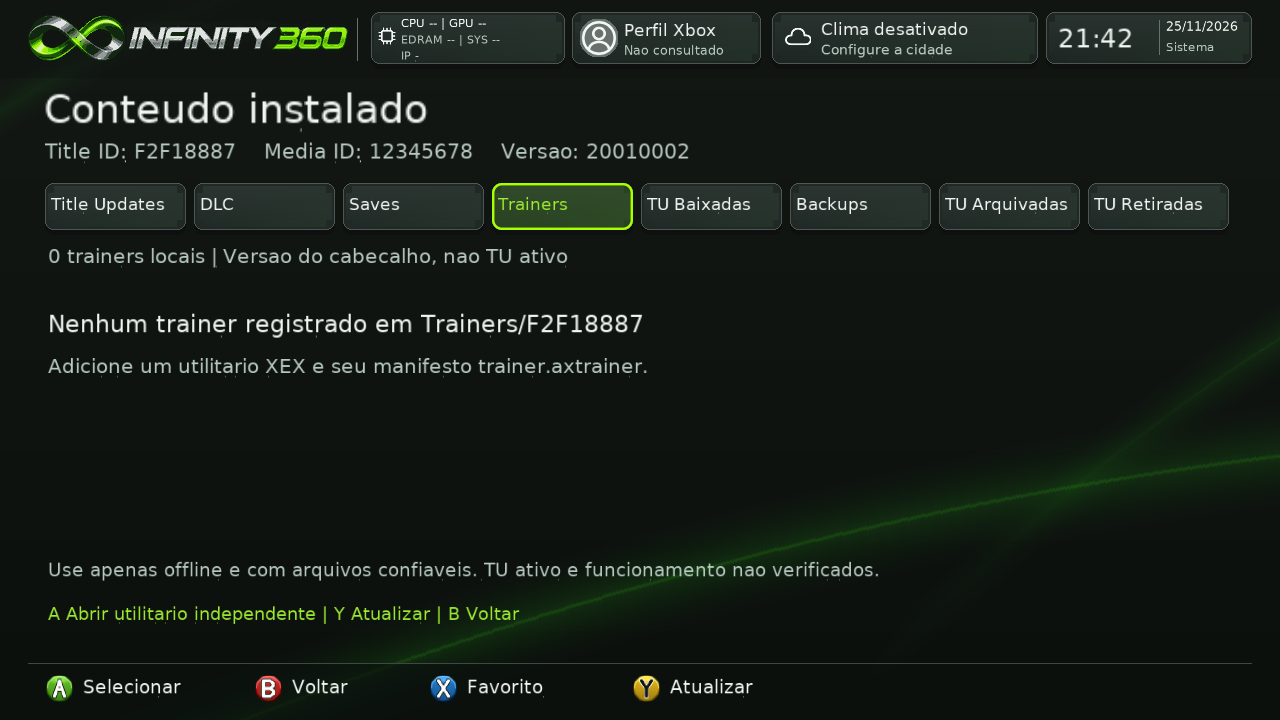 INFINITY 360
CPU -- | GPU --
EDRAM -- | SYS --
IP -
Perfil Xbox
Nao consultado
Clima desativado
Configure a cidade
21:42
25/11/2026
Sistema
Conteudo instalado
Title ID: F2F18887 Media ID: 12345678 Versao: 20010002
Title Updates DLC Saves Trainers TU Baixadas Backups TU Arquivadas TU Retiradas
0 trainers locais | Versao do cabecalho, nao TU ativo
Nenhum trainer registrado em Trainers/F2F18887
Adicione um utilitario XEX e seu manifesto trainer.axtrainer.
Use apenas offline e com arquivos confiaveis. TU ativo e funcionamento nao verificados.
A Abrir utilitario independente | Y Atualizar | B Voltar
A Selecionar B Voltar X Favorito Y Atualizar